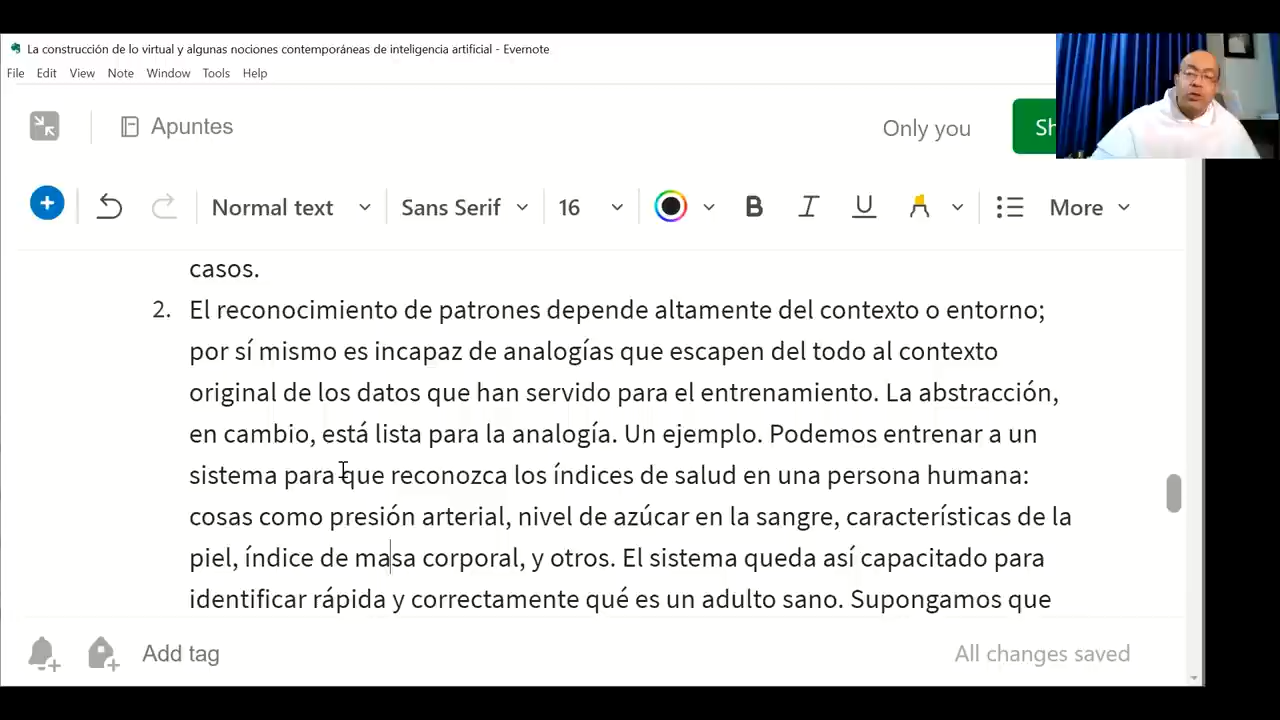 La construcción de lo virtual y algunas nociones contemporáneas de inteligencia artificial - Evernote
File Edit View Note Window Tools Help
Apuntes
Only you
Sh
Normal text
Sans Serif
16
B I U
More
casos.
2. El reconocimiento de patrones depende altamente del contexto o entorno;
por sí mismo es incapaz de analogías que escapen del todo al contexto
original de los datos que han servido para el entrenamiento. La abstracción,
en cambio, está lista para la analogía. Un ejemplo. Podemos entrenar a un
sistema para que reconozca los índices de salud en una persona humana:
cosas como presión arterial, nivel de azúcar en la sangre, características de la
piel, índice de masa corporal, y otros. El sistema queda así capacitado para
identificar rápida y correctamente qué es un adulto sano. Supongamos que
Add tag
All changes saved